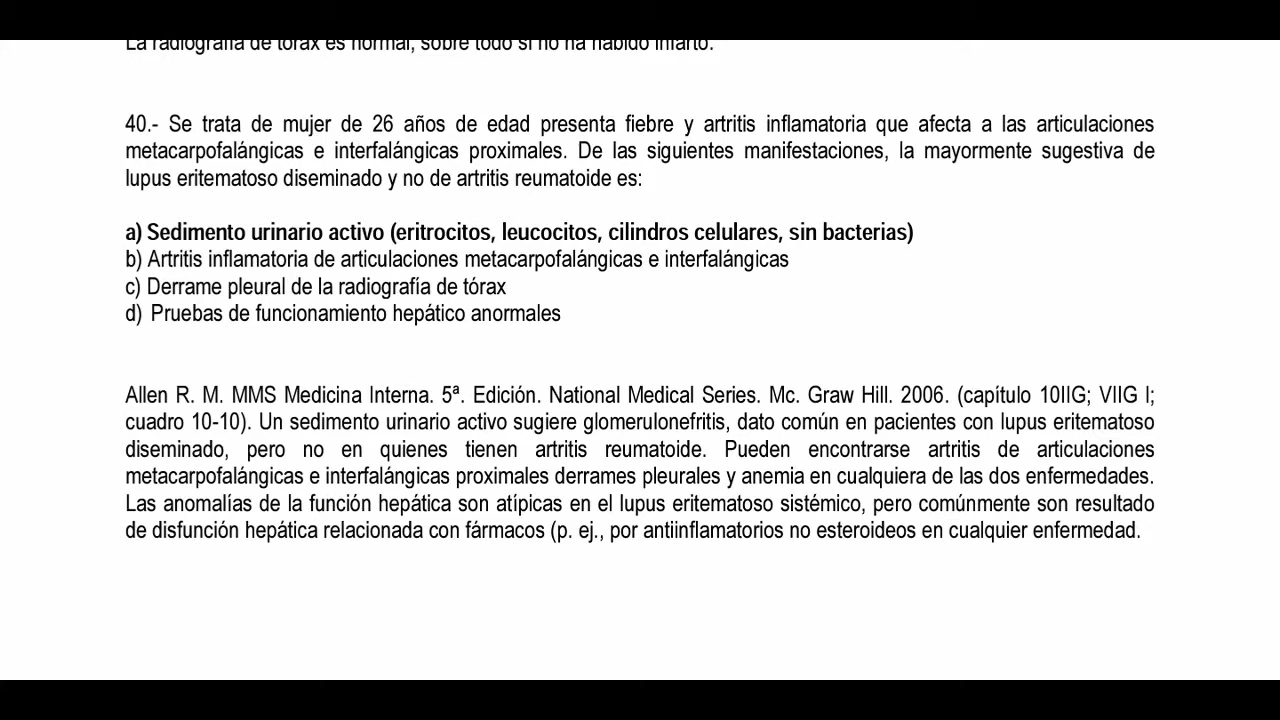 La radiografía de tórax es normal, sobre todo si no ha habido infarto.
40.- Se trata de mujer de 26 años de edad presenta fiebre y artritis inflamatoria que afecta a las articulaciones
metacarpofalángicas e interfalángicas proximales. De las siguientes manifestaciones, la mayormente sugestiva de
lupus eritematoso diseminado y no de artritis reumatoide es:
a) Sedimento urinario activo (eritrocitos, leucocitos, cilindros celulares, sin bacterias)
b) Artritis inflamatoria de articulaciones metacarpofalángicas e interfalángicas
c) Derrame pleural de la radiografía de tórax
d) Pruebas de funcionamiento hepático anormales
Allen R. M. MMS Medicina Interna. 5ª. Edición. National Medical Series. Mc. Graw Hill. 2006. (capítulo 10IIG; VIIG I;
cuadro 10-10). Un sedimento urinario activo sugiere glomerulonefritis, dato común en pacientes con lupus eritematoso
diseminado, pero no en quienes tienen artritis reumatoide. Pueden encontrarse artritis de articulaciones
metacarpofalángicas e interfalángicas proximales derrames pleurales y anemia en cualquiera de las dos enfermedades.
Las anomalías de la función hepática son atípicas en el lupus eritematoso sistémico, pero comúnmente son resultado
de disfunción hepática relacionada con fármacos (p. ej., por antiinflamatorios no esteroideos en cualquier enfermedad.